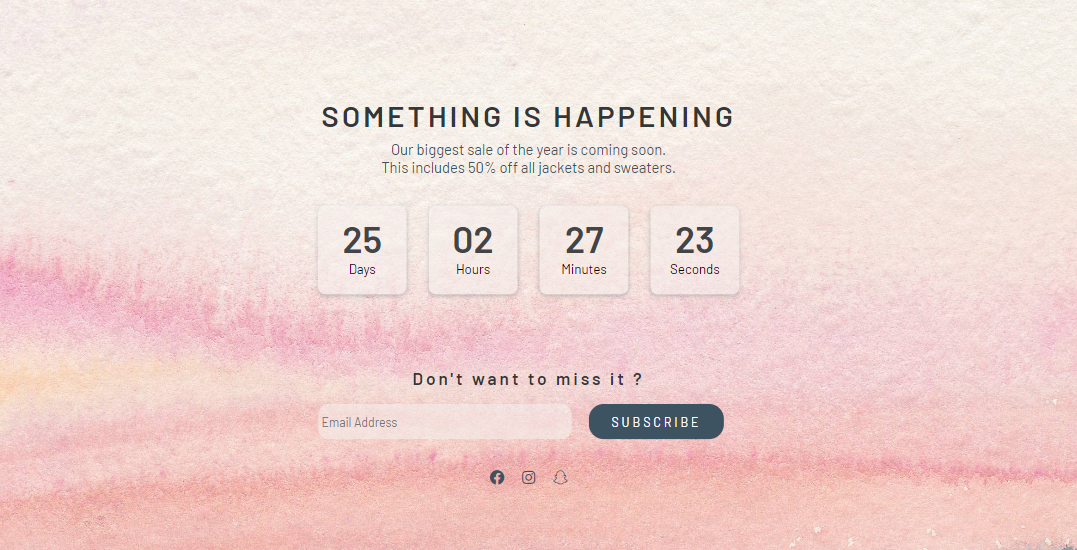 SOMETHING IS HAPPENING
Our biggest sale of the year is coming soon.
This includes 50% off all jackets and sweaters.
25 02 27 23
Days Hours Minutes Seconds
Don't want to miss it ?
Email Address SUBSCRIBE